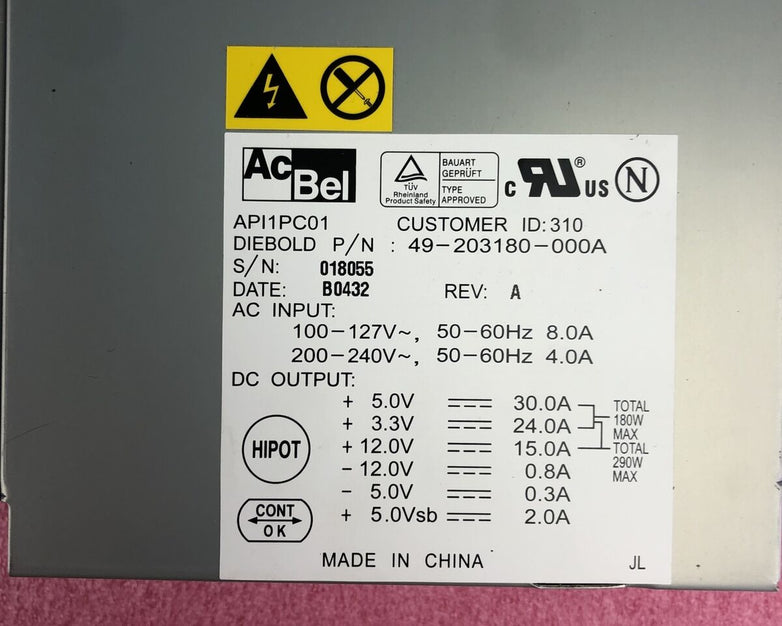 AcBel
TÜV
Rheinland
Product Safety
BAUART
GEPRÜFT
TYPE
APPROVED
c RU® US
N
API1PC01 CUSTOMER ID:310
DIEBOLD P/N : 49-203180-000A
S/N: 018055
DATE: B0432 REV: A
AC INPUT:
100-127V~, 50-60Hz 8.0A
200-240V~, 50-60Hz 4.0A
DC OUTPUT:
+ 5.0V 30.0A
+ 3.3V 24.0A
+ 12.0V 15.0A
- 12.0V 0.8A
- 5.0V 0.3A
+ 5.0Vsb 2.0A
TOTAL
180W
MAX
TOTAL
290W
MAX
HIPOT
CONT
OK
MADE IN CHINA JL